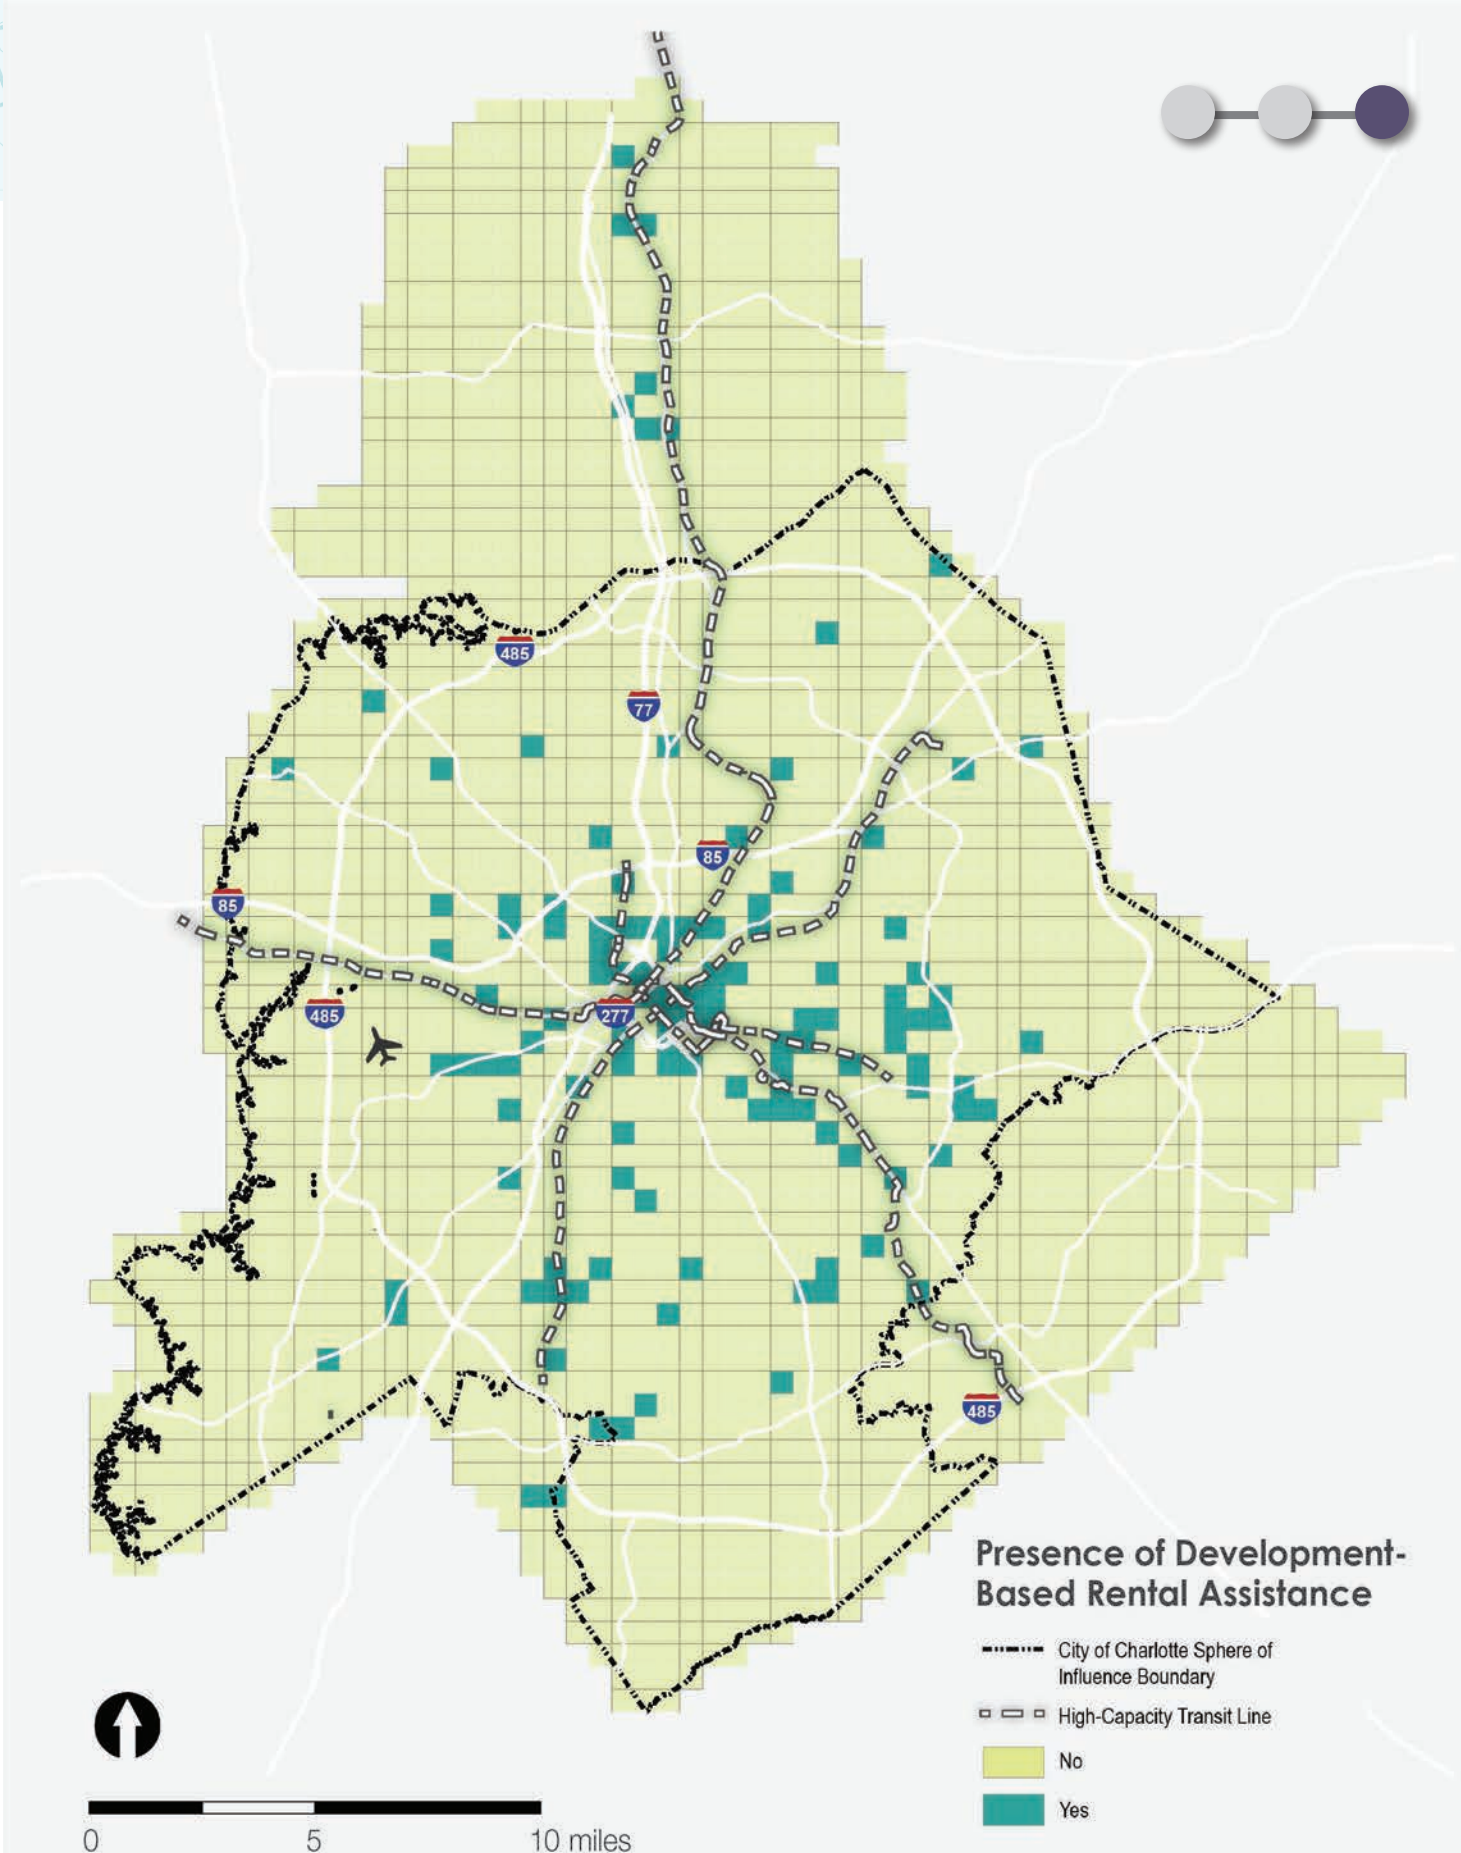 485
77
85
85
485
277
485
Presence of Development-
Based Rental Assistance
City of Charlotte Sphere of
Influence Boundary
High-Capacity Transit Line
No
Yes
0 5 10 miles